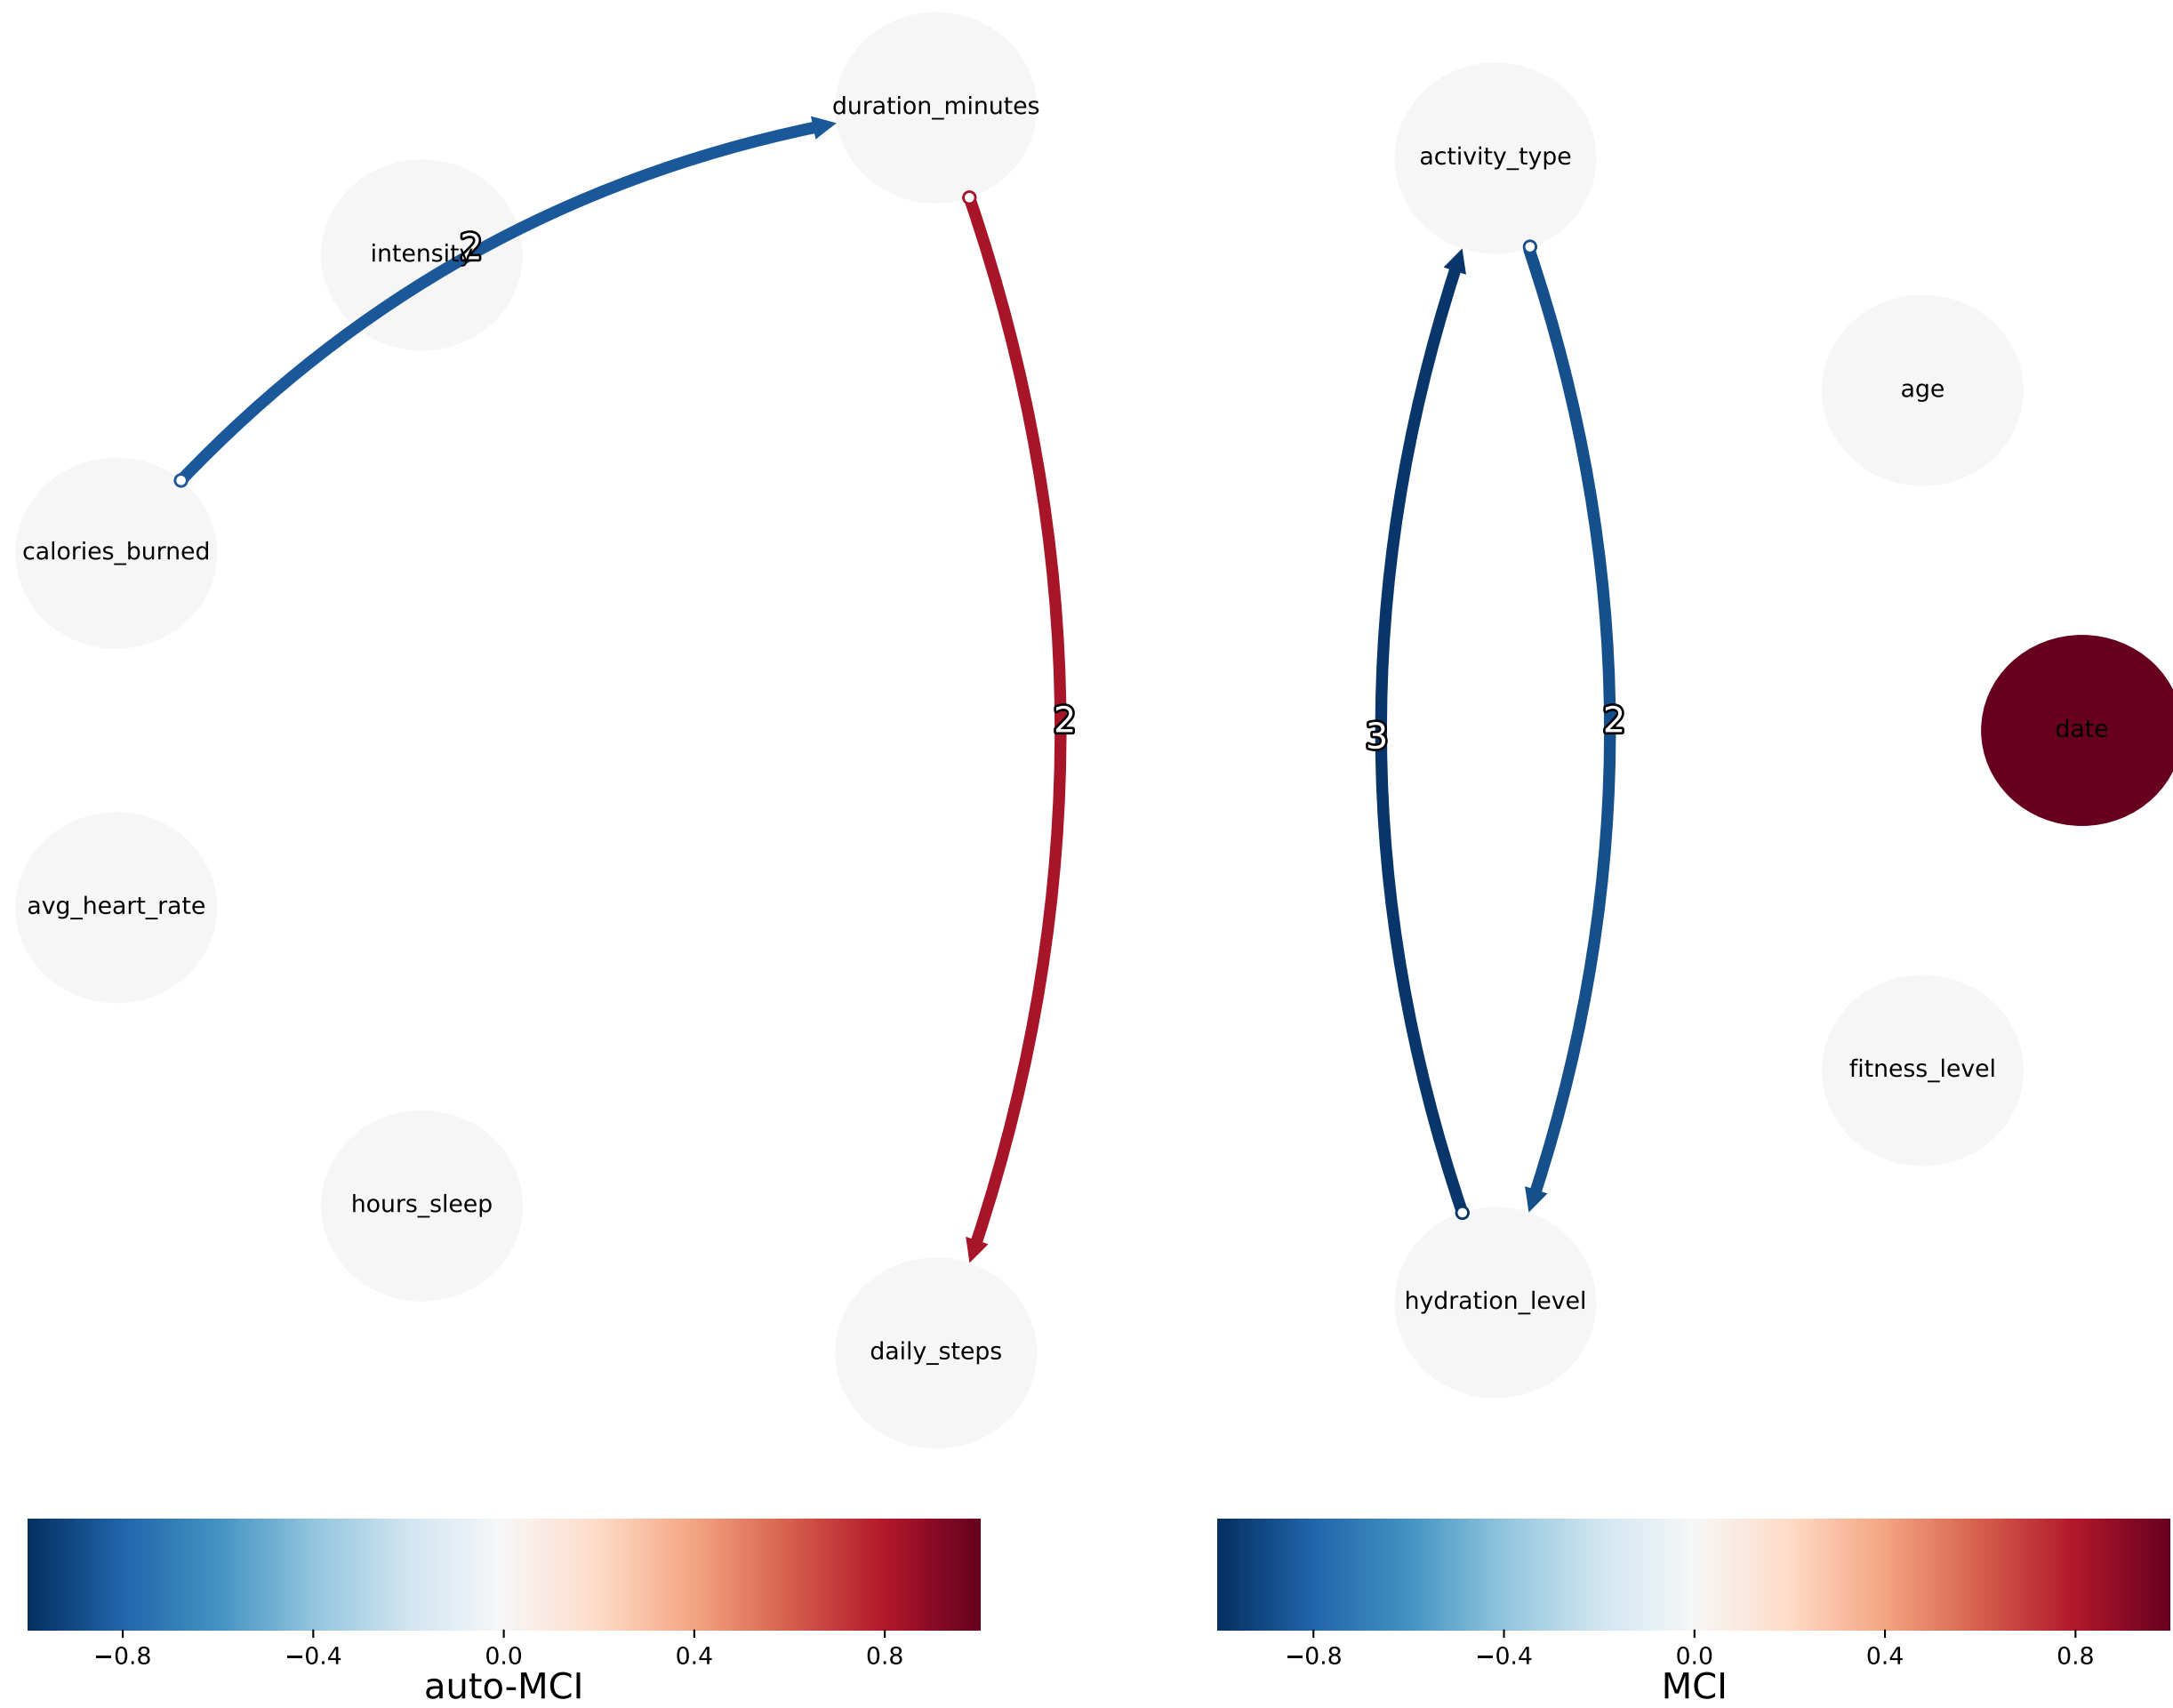 duration_minutes
activity_type
intensity
2
age
calories_burned
2
3
2
date
avg_heart_rate
fitness_level
hours_sleep
hydration_level
daily_steps
−0.8 −0.4 0.0 0.4 0.8
auto-MCI
−0.8 −0.4 0.0 0.4 0.8
MCI